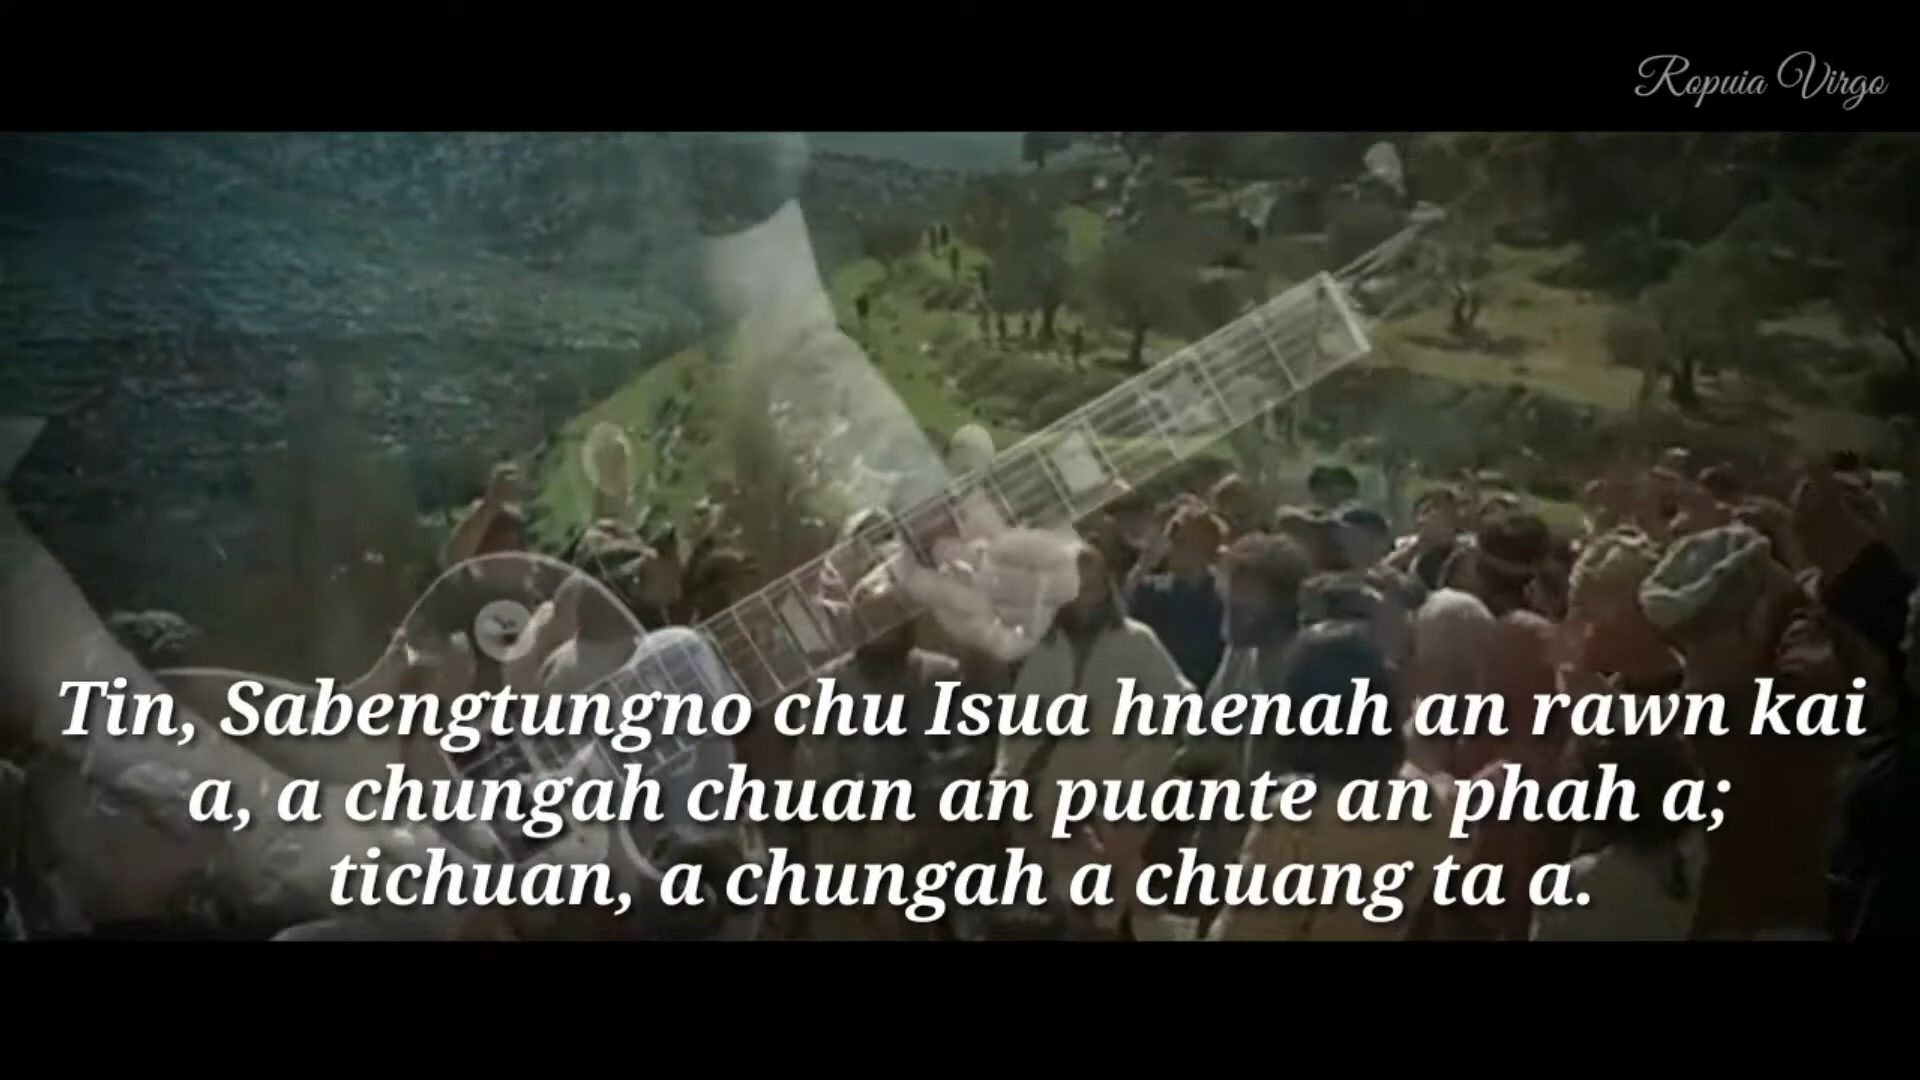 Ropuia Virgo
Tin, Sabengtungno chu Isua hnenah an rawn kai
a, a chungah chuan an puante an phah a;
tichuan, a chungah a chuang ta a.